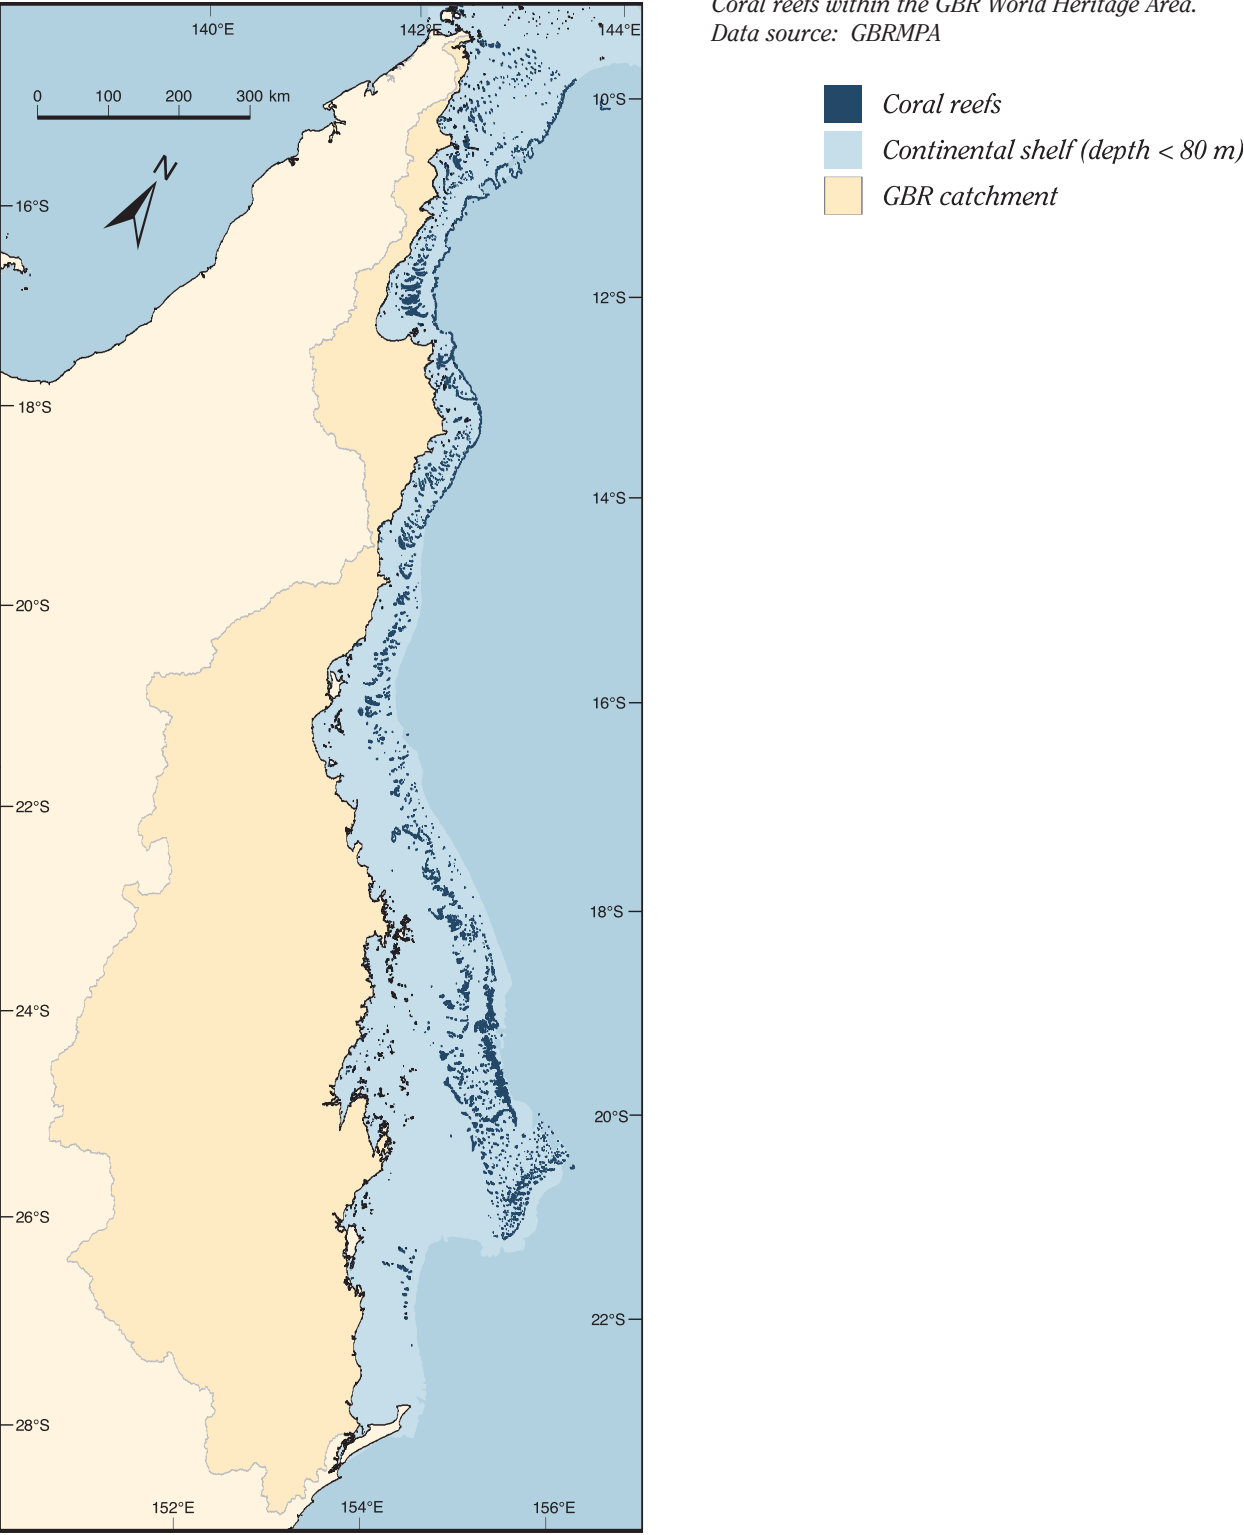 Coral reefs within the GBR World Heritage Area.
Data source: GBRMPA
Coral reefs
Continental shelf (depth < 80 m)
GBR catchment
140°E
142°E
144°E
0 100 200 300 km
N
10°S
16°S
12°S
18°S
14°S
20°S
16°S
22°S
18°S
24°S
20°S
26°S
22°S
28°S
152°E
154°E
156°E